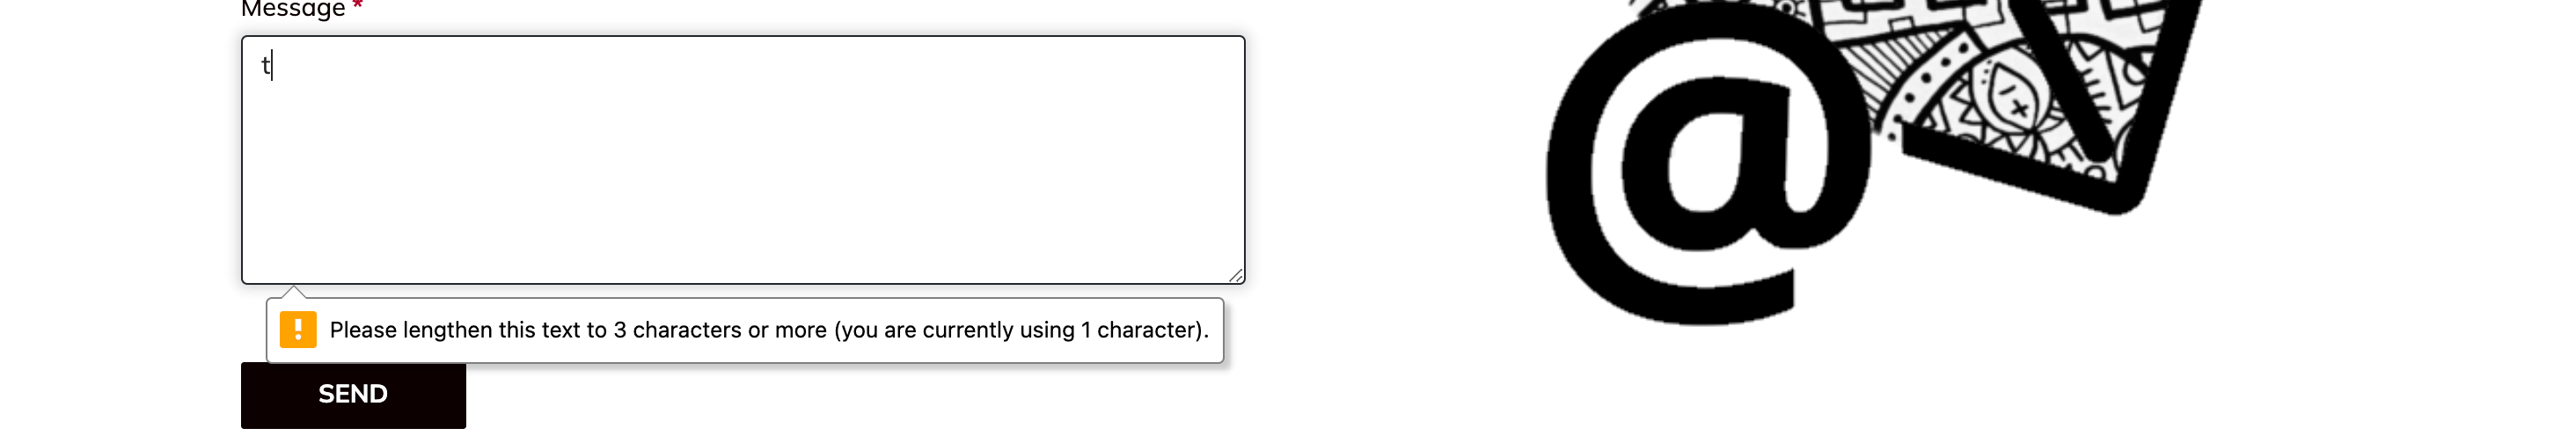 Message *
t
Please lengthen this text to 3 characters or more (you are currently using 1 character).
SEND
@